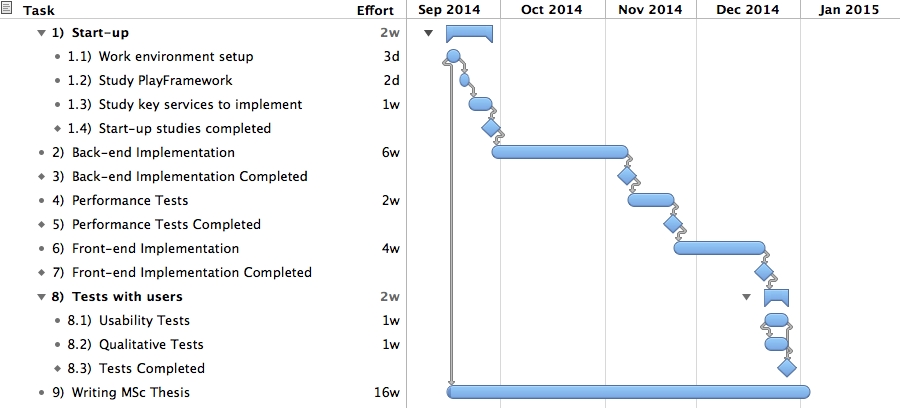 Task Effort Sep 2014 Oct 2014 Nov 2014 Dec 2014 Jan 2015
1) Start-up 2w
1.1) Work environment setup 3d
1.2) Study PlayFramework 2d
1.3) Study key services to implement 1w
1.4) Start-up studies completed
2) Back-end Implementation 6w
3) Back-end Implementation Completed
4) Performance Tests 2w
5) Performance Tests Completed
6) Front-end Implementation 4w
7) Front-end Implementation Completed
8) Tests with users 2w
8.1) Usability Tests 1w
8.2) Qualitative Tests 1w
8.3) Tests Completed
9) Writing MSc Thesis 16w